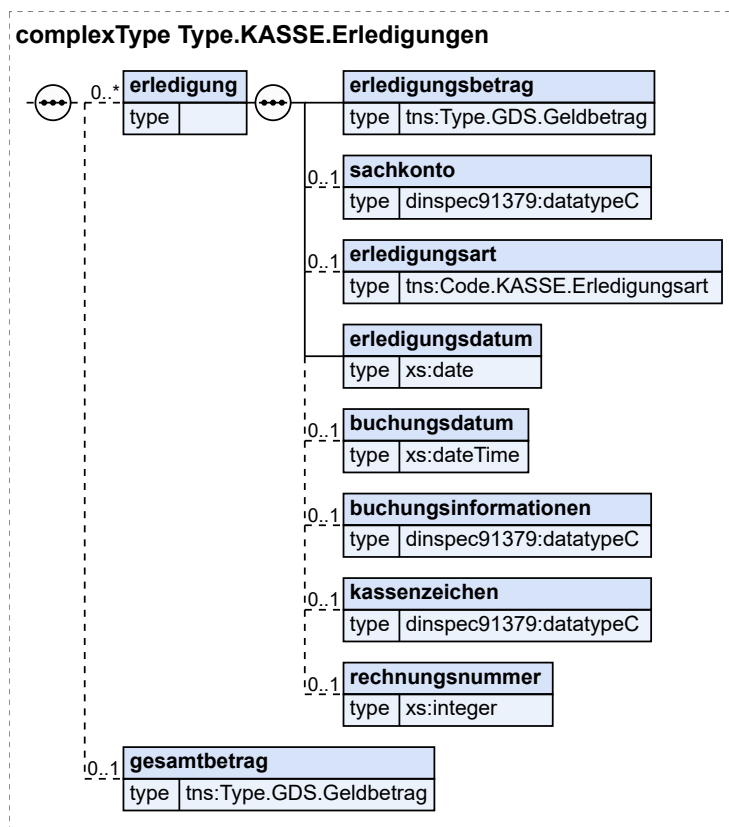 complexType Type.KASSE.Erledigungen
0..* erledigung
type
erledigungsbetrag
type tns:Type.GDS.Geldbetrag
0..1 sachkonto
type dinspec91379:datatypeC
0..1 erledigungsart
type tns:Code.KASSE.Erledigungsart
erledigungsdatum
type xs:date
0..1 buchungsdatum
type xs:dateTime
0..1 buchungsinformationen
type dinspec91379:datatypeC
0..1 kassenzeichen
type dinspec91379:datatypeC
0..1 rechnungsnummer
type xs:integer
0..1 gesamtbetrag
type tns:Type.GDS.Geldbetrag